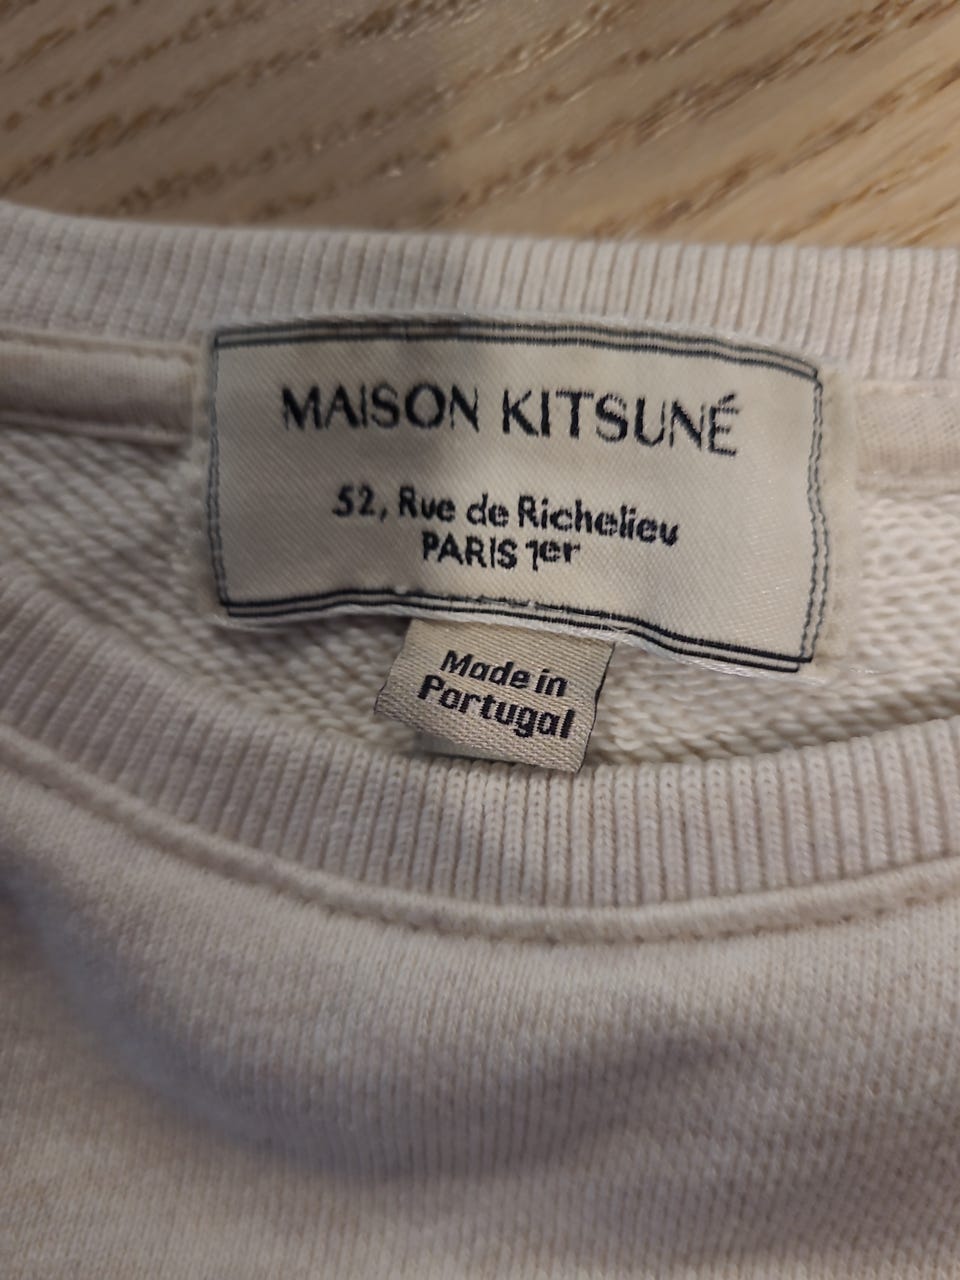 MAISON KITSUNÉ
52, Rue de Richelieu
PARIS 1er
Made in
Portugal